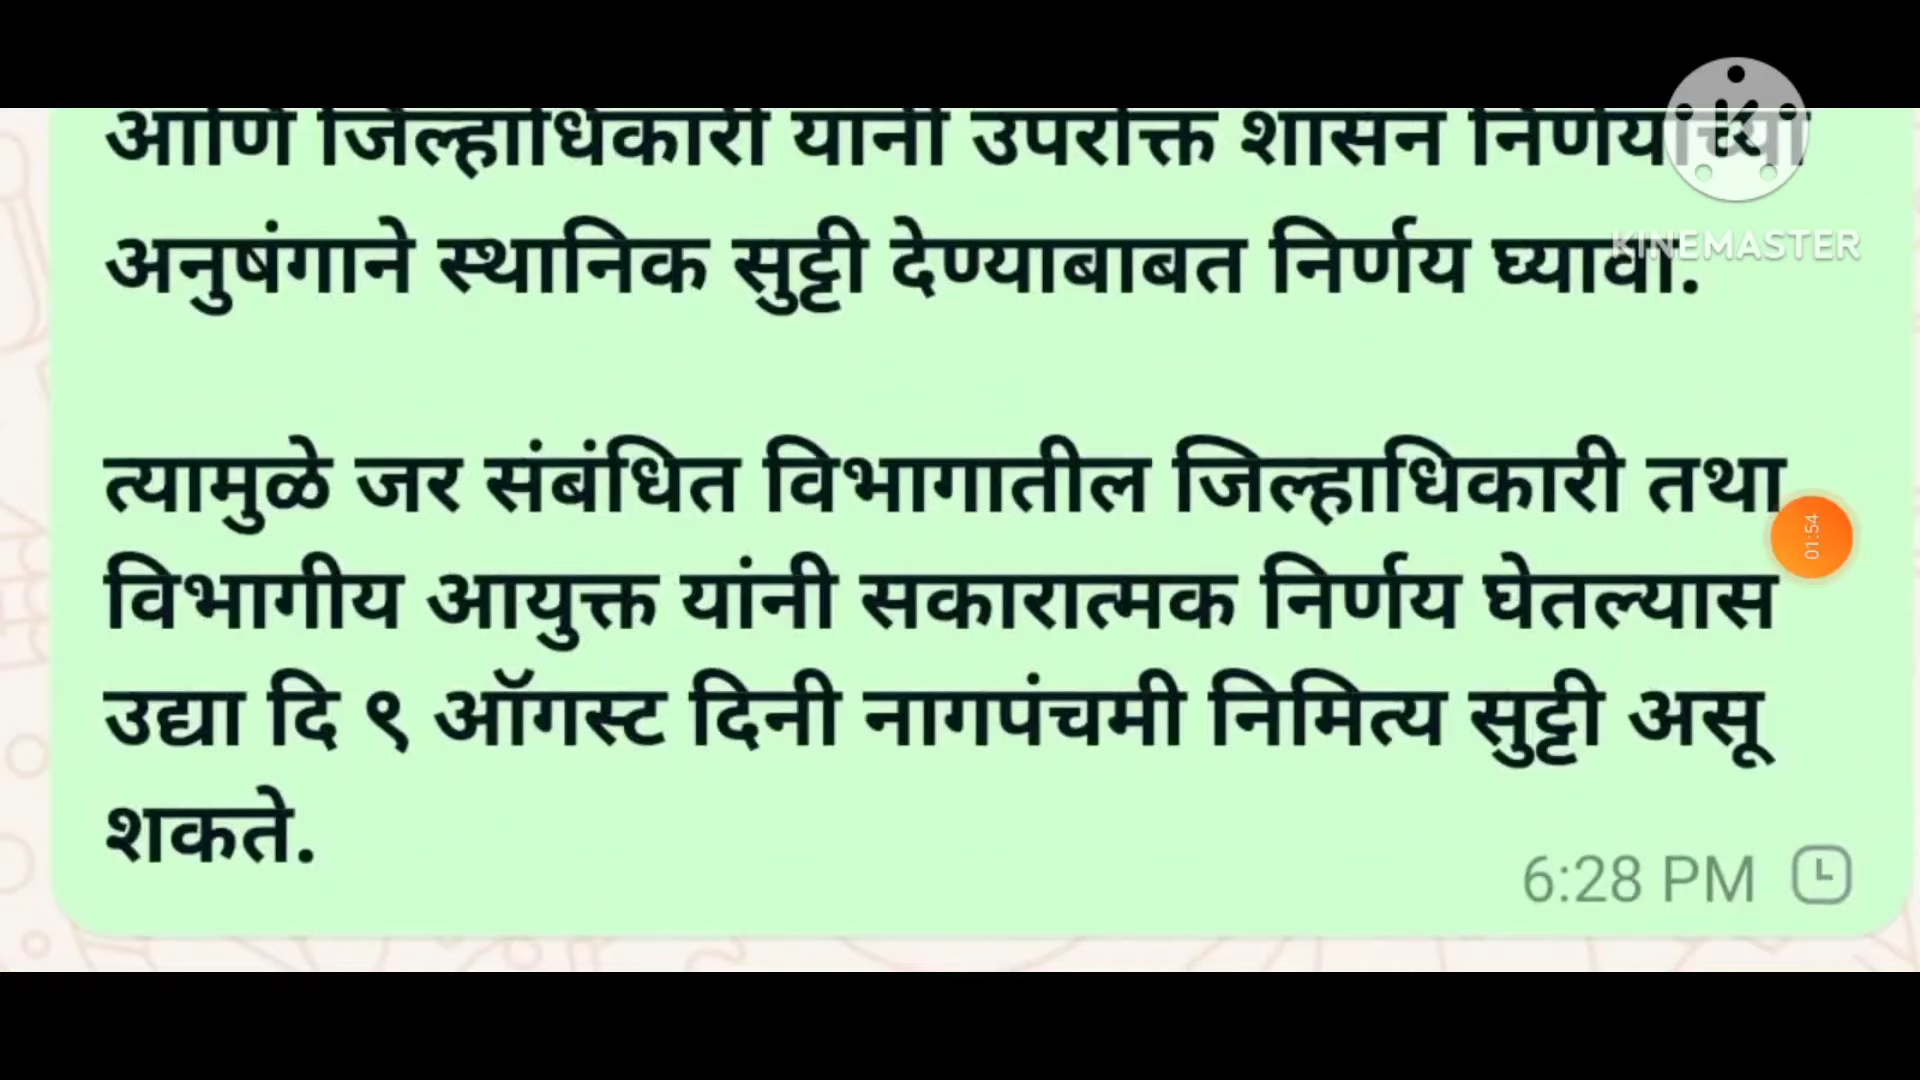 आणि जिल्हाधिकारी यांनी उपरोक्त शासन निर्णयाच्या
अनुषंगाने स्थानिक सुट्टी देण्याबाबत निर्णय घ्यावा.
KINEMASTER
त्यामुळे जर संबंधित विभागातील जिल्हाधिकारी तथा
01:54
विभागीय आयुक्त यांनी सकारात्मक निर्णय घेतल्यास
उद्या दि ९ ऑगस्ट दिनी नागपंचमी निमित्य सुट्टी असू
शकते.
6:28 PM